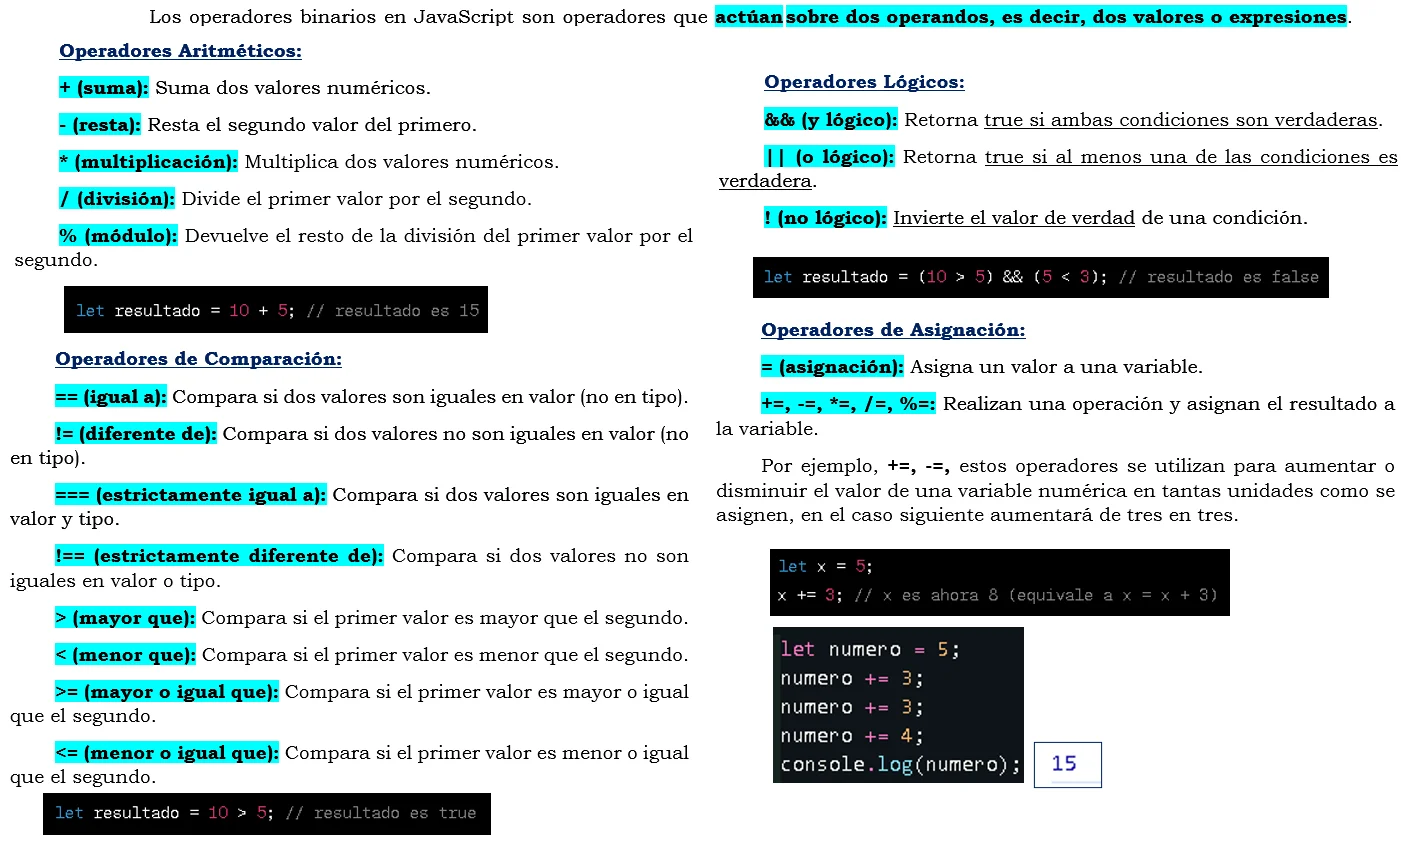 Los operadores binarios en JavaScript son operadores que actúan sobre dos operandos, es decir, dos valores o expresiones.
Operadores Aritméticos:
+ (suma): Suma dos valores numéricos.
- (resta): Resta el segundo valor del primero.
* (multiplicación): Multiplica dos valores numéricos.
/ (división): Divide el primer valor por el segundo.
% (módulo): Devuelve el resto de la división del primer valor por el
segundo.
let resultado = 10 + 5; // resultado es 15
Operadores de Comparación:
== (igual a): Compara si dos valores son iguales en valor (no en tipo).
!= (diferente de): Compara si dos valores no son iguales en valor (no
en tipo).
=== (estrictamente igual a): Compara si dos valores son iguales en
valor y tipo.
!== (estrictamente diferente de): Compara si dos valores no son
iguales en valor o tipo.
> (mayor que): Compara si el primer valor es mayor que el segundo.
< (menor que): Compara si el primer valor es menor que el segundo.
>= (mayor o igual que): Compara si el primer valor es mayor o igual
que el segundo.
<= (menor o igual que): Compara si el primer valor es menor o igual
que el segundo.
let resultado = 10 > 5; // resultado es true
Operadores Lógicos:
&& (y lógico): Retorna true si ambas condiciones son verdaderas.
|| (o lógico): Retorna true si al menos una de las condiciones es
verdadera.
! (no lógico): Invierte el valor de verdad de una condición.
let resultado = (10 > 5) && (5 < 3); // resultado es false
Operadores de Asignación:
= (asignación): Asigna un valor a una variable.
+=, -=, *=, /=, %=: Realizan una operación y asignan el resultado a
la variable.
Por ejemplo, +=, -=, estos operadores se utilizan para aumentar o
disminuir el valor de una variable numérica en tantas unidades como se
asignen, en el caso siguiente aumentará de tres en tres.
let x = 5;
x += 3; // x es ahora 8 (equivale a x = x + 3)
let numero = 5;
numero += 3;
numero += 3;
numero += 4;
console.log(numero);
15